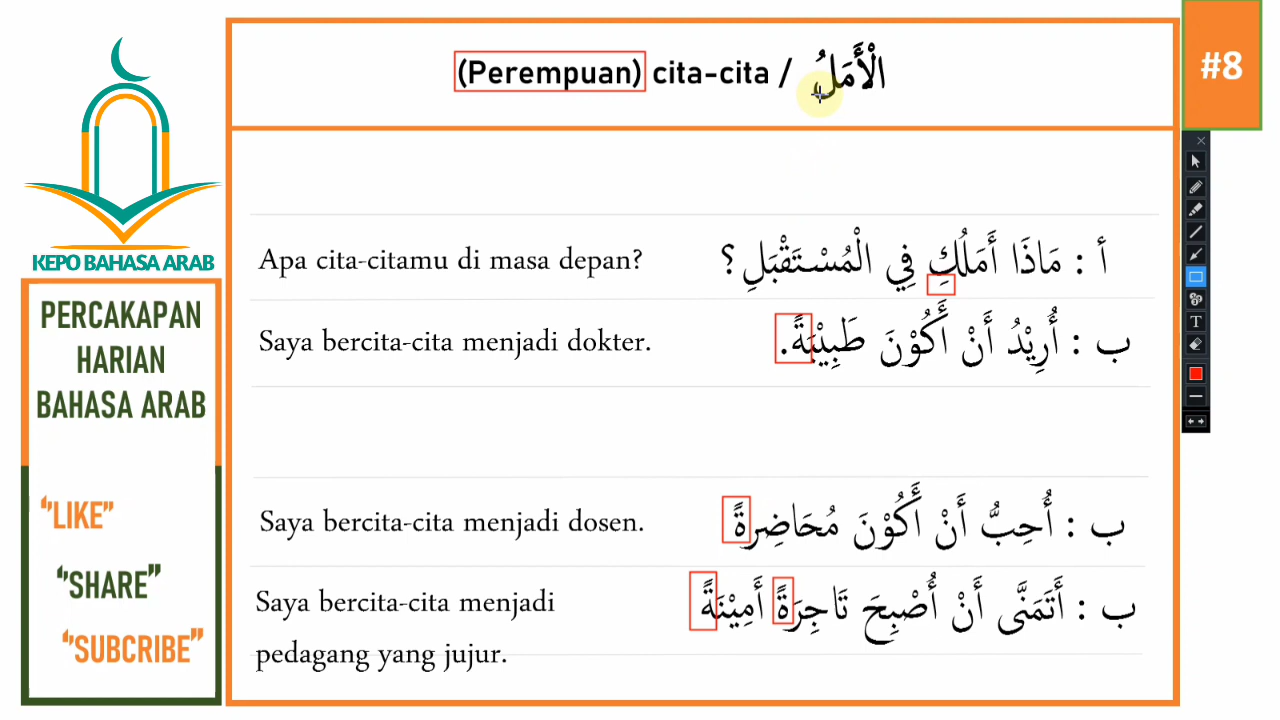 (Perempuan) cita-cita / الْأَمَلُ
#8
KEPO BAHASA ARAB
PERCAKAPAN
HARIAN
BAHASA ARAB
"LIKE"
"SHARE"
"SUBCRIBE"
أ : مَاذَا أَمَلُكِ فِي الْمُسْتَقْبَلِ ؟
Apa cita-citamu di masa depan?
ب : أُرِيْدُ أَنْ أَكُوْنَ طَبِيْبَةً.
Saya bercita-cita menjadi dokter.
ب : أُحِبُّ أَنْ أَكُوْنَ مُحَاضِرةً
Saya bercita-cita menjadi dosen.
ب : أَتَمَنَّى أَنْ أُصْبِحَ تَاجِرَةً أَمِيْنَةً
Saya bercita-cita menjadi
pedagang yang jujur.
T